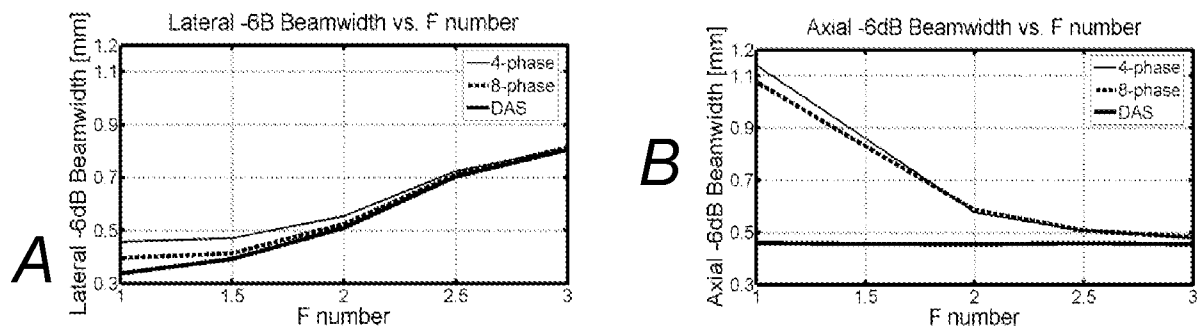 A
Lateral -6B Beamwidth vs. F number
Lateral -6dB Beamwidth [mm]
1.2
1.1
0.9
0.7
0.5
0.3
1
1.5
2
2.5
3
F number
4-phase
8-phase
DAS
B
Axial -6dB Beamwidth vs. F number
Axial -6dB Beamwidth [mm]
1.2
1.1
0.9
0.7
0.5
0.3
1
1.5
2
2.5
3
F number
4-phase
8-phase
DAS